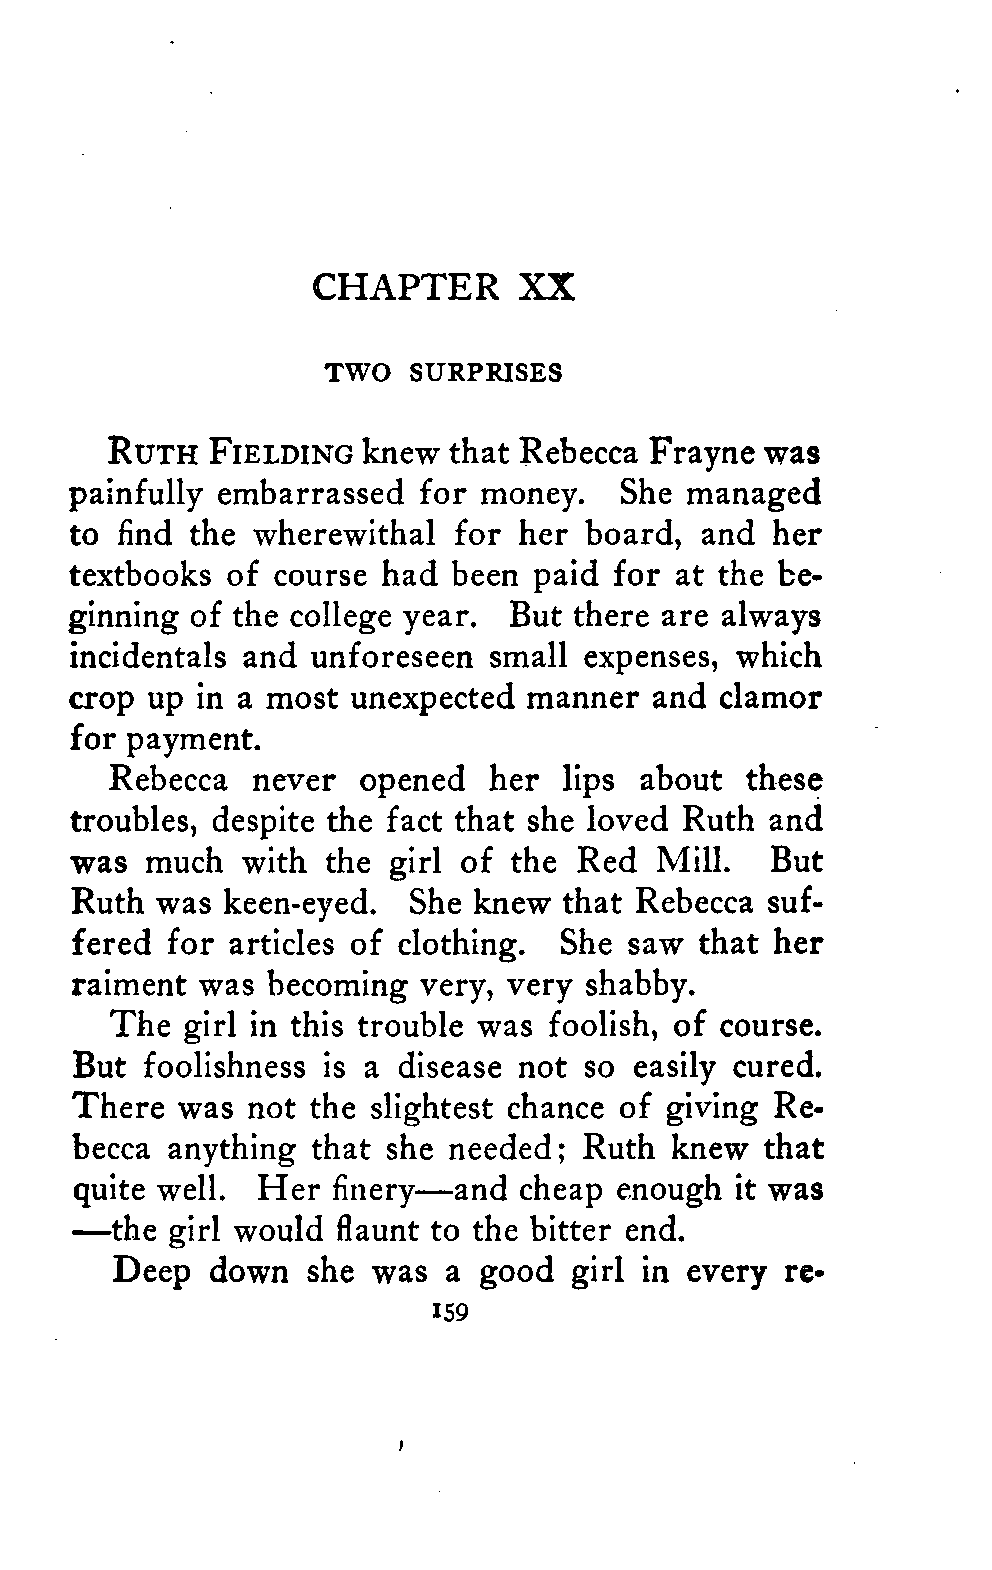 CHAPTER XX
TWO SURPRISES
RUTH FIELDING knew that Rebecca Frayne was
painfully embarrassed for money. She managed
to find the wherewithal for her board, and her
textbooks of course had been paid for at the be-
ginning of the college year. But there are always
incidentals and unforeseen small expenses, which
crop up in a most unexpected manner and clamor
for payment.
Rebecca never opened her lips about these
troubles, despite the fact that she loved Ruth and
was much with the girl of the Red Mill. But
Ruth was keen-eyed. She knew that Rebecca suf-
fered for articles of clothing. She saw that her
raiment was becoming very, very shabby.
The girl in this trouble was foolish, of course.
But foolishness is a disease not so easily cured.
There was not the slightest chance of giving Re-
becca anything that she needed; Ruth knew that
quite well. Her finery—and cheap enough it was
—the girl would flaunt to the bitter end.
Deep down she was a good girl in every re-
159